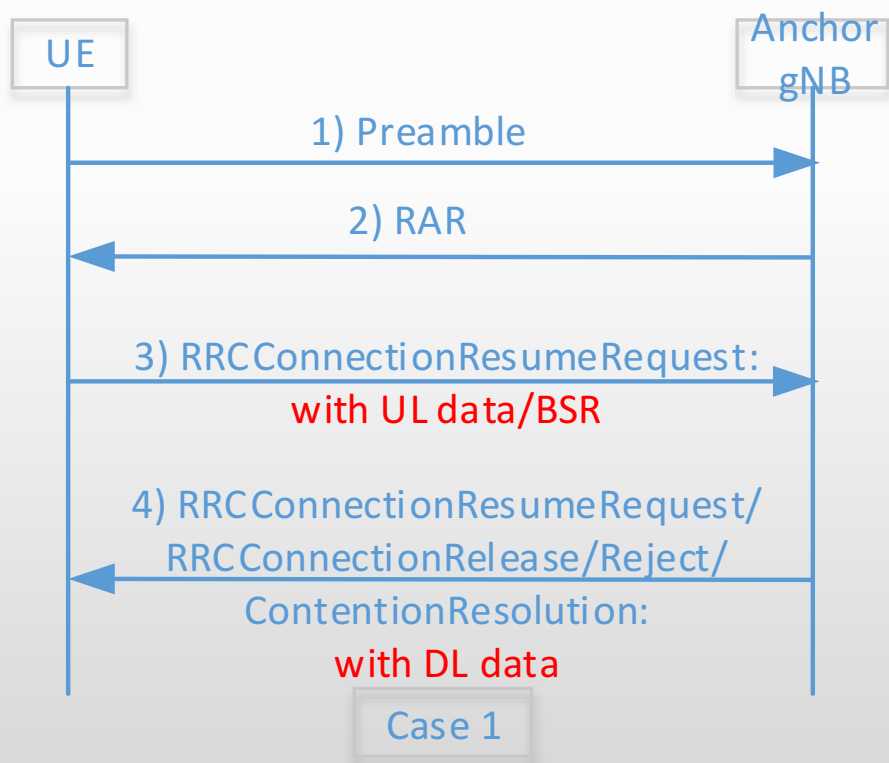 UE
Anchor
gNB
1) Preamble
2) RAR
3) RRCConnectionResumeRequest:
with UL data/BSR
4) RRCConnectionResumeRequest/
RRCConnectionRelease/Reject/
ContentionResolution:
with DL data
Case 1